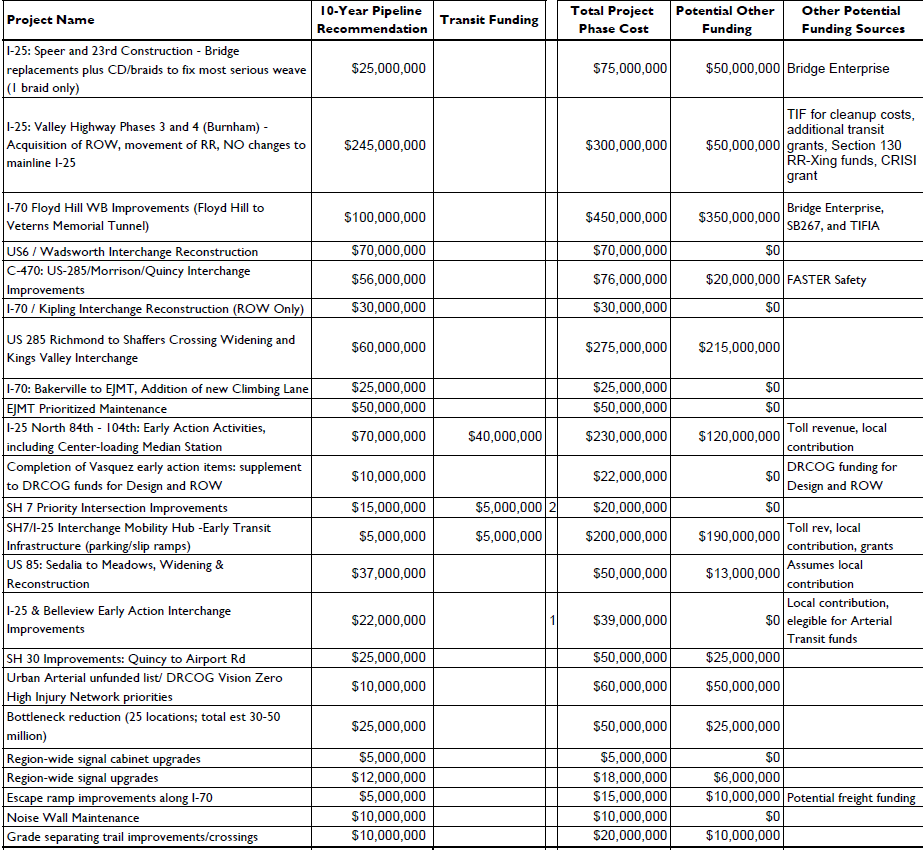 Project Name
10-Year Pipeline
Recommendation
Transit Funding
Total Project
Phase Cost
Potential Other
Funding
Other Potential
Funding Sources
I-25: Speer and 23rd Construction - Bridge
replacements plus CD/braids to fix most serious weave
(1 braid only)
$25,000,000
$75,000,000
$50,000,000
Bridge Enterprise
I-25: Valley Highway Phases 3 and 4 (Burnham) -
Acquisition of ROW, movement of RR, NO changes to
mainline I-25
$245,000,000
$300,000,000
$50,000,000
TIF for cleanup costs,
additional transit
grants, Section 130
RR-Xing funds, CRISI
grant
I-70 Floyd Hill WB Improvements (Floyd Hill to
Veterns Memorial Tunnel)
$100,000,000
$450,000,000
$350,000,000
Bridge Enterprise,
SB267, and TIFIA
US6 / Wadsworth Interchange Reconstruction
$70,000,000
$70,000,000
$0
C-470: US-285/Morrison/Quincy Interchange
Improvements
$56,000,000
$76,000,000
$20,000,000
FASTER Safety
I-70 / Kipling Interchange Reconstruction (ROW Only)
$30,000,000
$30,000,000
$0
US 285 Richmond to Shaffers Crossing Widening and
Kings Valley Interchange
$60,000,000
$275,000,000
$215,000,000
I-70: Bakerville to EJMT, Addition of new Climbing Lane
$25,000,000
$25,000,000
$0
EJMT Prioritized Maintenance
$50,000,000
$50,000,000
$0
I-25 North 84th - 104th: Early Action Activities,
including Center-loading Median Station
$70,000,000
$40,000,000
$230,000,000
$120,000,000
Toll revenue, local
contribution
Completion of Vasquez early action items: supplement
to DRCOG funds for Design and ROW
$10,000,000
$22,000,000
$0
DRCOG funding for
Design and ROW
SH 7 Priority Intersection Improvements
$15,000,000
$5,000,000
2
$20,000,000
$0
SH7/I-25 Interchange Mobility Hub -Early Transit
Infrastructure (parking/slip ramps)
$5,000,000
$5,000,000
$200,000,000
$190,000,000
Toll rev, local
contribution, grants
US 85: Sedalia to Meadows, Widening &
Reconstruction
$37,000,000
$50,000,000
$13,000,000
Assumes local
contribution
I-25 & Belleview Early Action Interchange
Improvements
$22,000,000
1
$39,000,000
$0
Local contribution,
elegible for Arterial
Transit funds
SH 30 Improvements: Quincy to Airport Rd
$25,000,000
$50,000,000
$25,000,000
Urban Arterial unfunded list/ DRCOG Vision Zero
High Injury Network priorities
$10,000,000
$60,000,000
$50,000,000
Bottleneck reduction (25 locations; total est 30-50
million)
$25,000,000
$50,000,000
$25,000,000
Region-wide signal cabinet upgrades
$5,000,000
$5,000,000
$0
Region-wide signal upgrades
$12,000,000
$18,000,000
$6,000,000
Escape ramp improvements along I-70
$5,000,000
$15,000,000
$10,000,000
Potential freight funding
Noise Wall Maintenance
$10,000,000
$10,000,000
$0
Grade separating trail improvements/crossings
$10,000,000
$20,000,000
$10,000,000